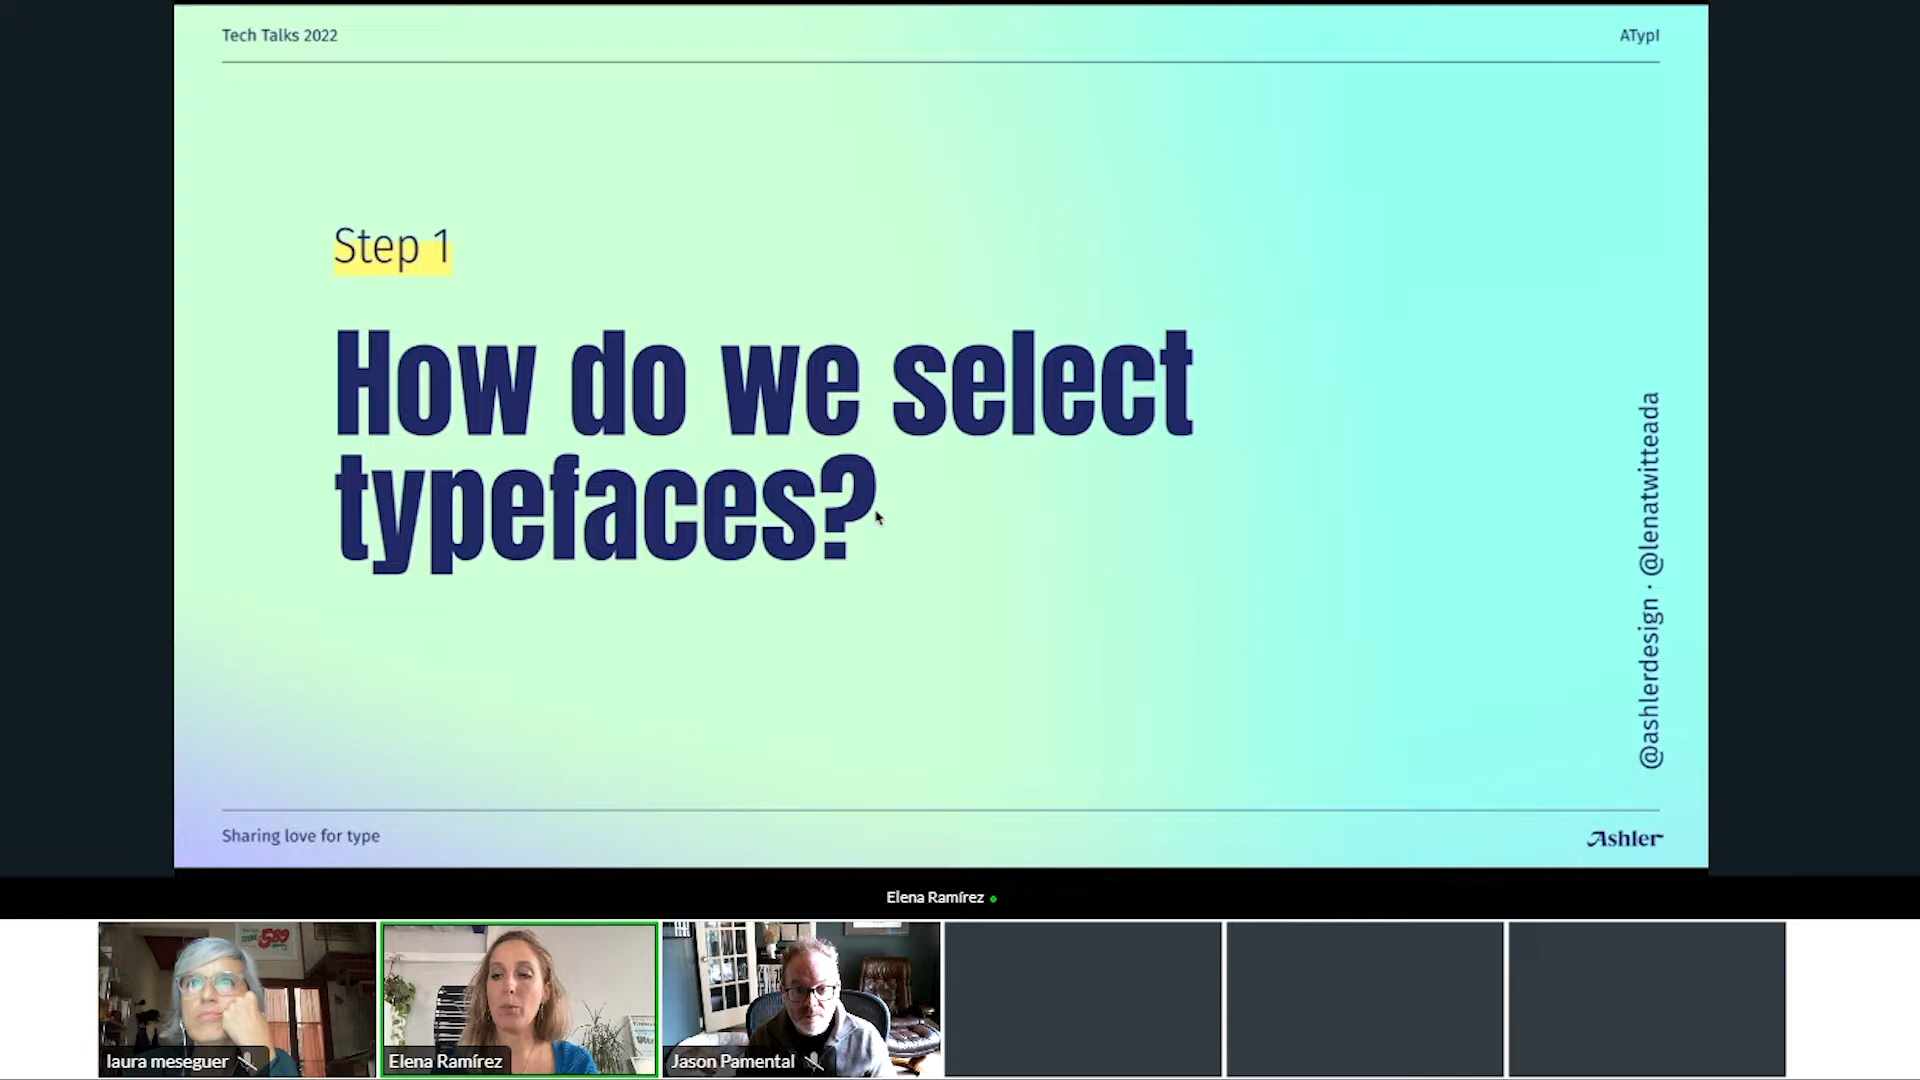 Tech Talks 2022
ATypI
Step 1
How do we select
typefaces?
@ashlerdesign · @lenatwitteada
Sharing love for type
Ashler
Elena Ramírez
589
laura meseguer
Elena Ramírez
Jason Pamental